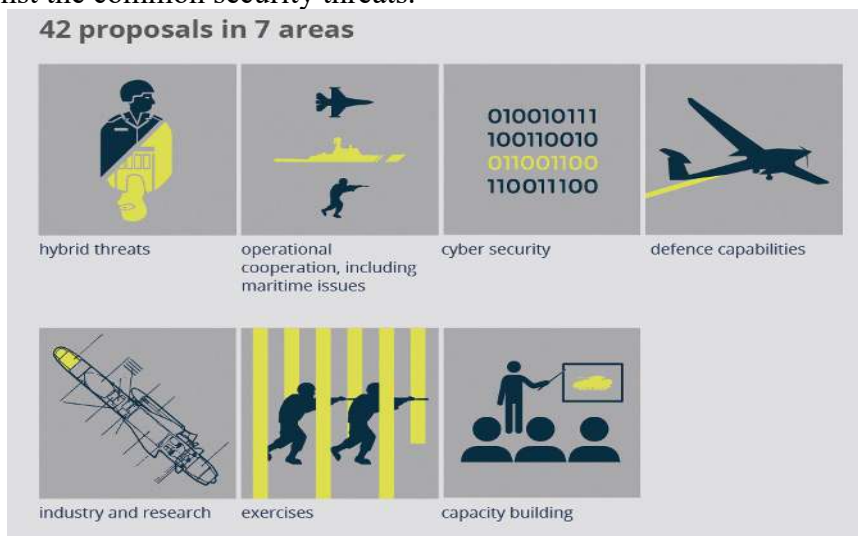 nst the common security threats.
42 proposals in 7 areas
010010111
100110010
011001100
110011100
hybrid threats
operational
cooperation, including
maritime issues
cyber security
defence capabilities
industry and research
exercises
capacity building